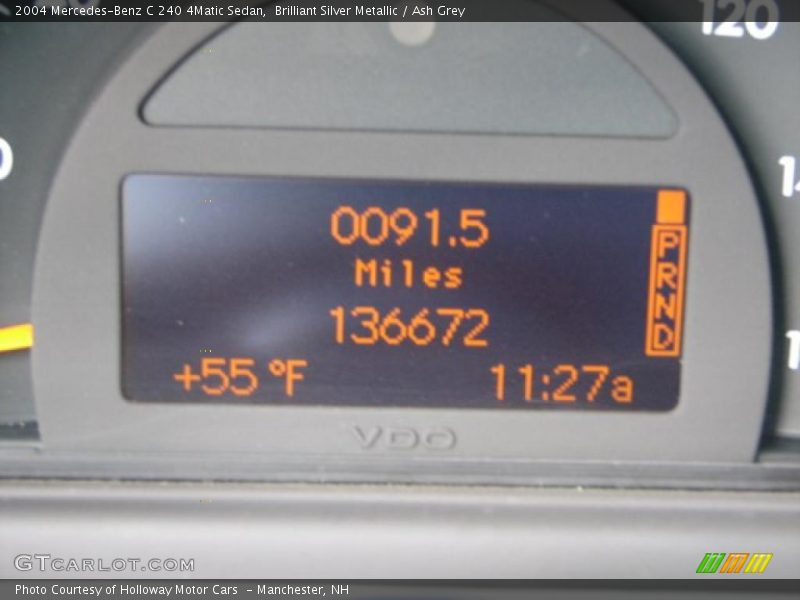 2004 Mercedes-Benz C 240 4Matic Sedan, Brilliant Silver Metallic / Ash Grey
120
0091.5
Miles
136672
+55 °F
11:27a
P
R
N
D
VDO
GTCARLOT.COM
Photo Courtesy of Holloway Motor Cars - Manchester, NH